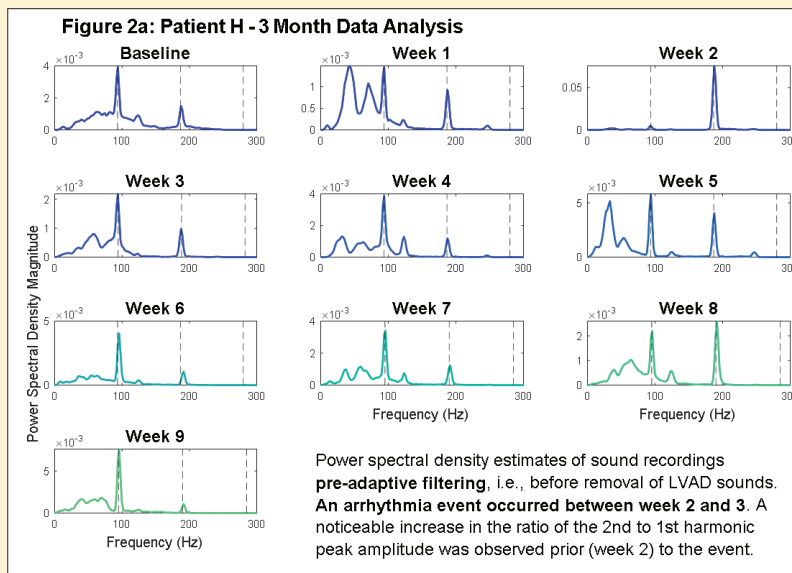 Figure 2a: Patient H - 3 Month Data Analysis
Baseline
×10⁻³
4
2
0
0 100 200 300
Week 1
×10⁻³
1
0.5
0
0 100 200 300
Week 2
0.05
0
0 100 200 300
Week 3
×10⁻³
2
1
0
0 100 200 300
Week 4
×10⁻³
4
2
0
0 100 200 300
Week 5
×10⁻³
5
0
0 100 200 300
Week 6
×10⁻³
5
0
0 100 200 300
Week 7
×10⁻³
4
2
0
0 100 200 300
Frequency (Hz)
Week 8
×10⁻³
2
1
0
0 100 200 300
Frequency (Hz)
Week 9
×10⁻³
5
0
0 100 200 300
Frequency (Hz)
Power Spectral Density
Magnitude
Power spectral density estimates of sound recordings
pre-adaptive filtering, i.e., before removal of LVAD sounds.
An arrhythmia event occurred between week 2 and 3. A
noticeable increase in the ratio of the 2nd to 1st harmonic
peak amplitude was observed prior (week 2) to the event.